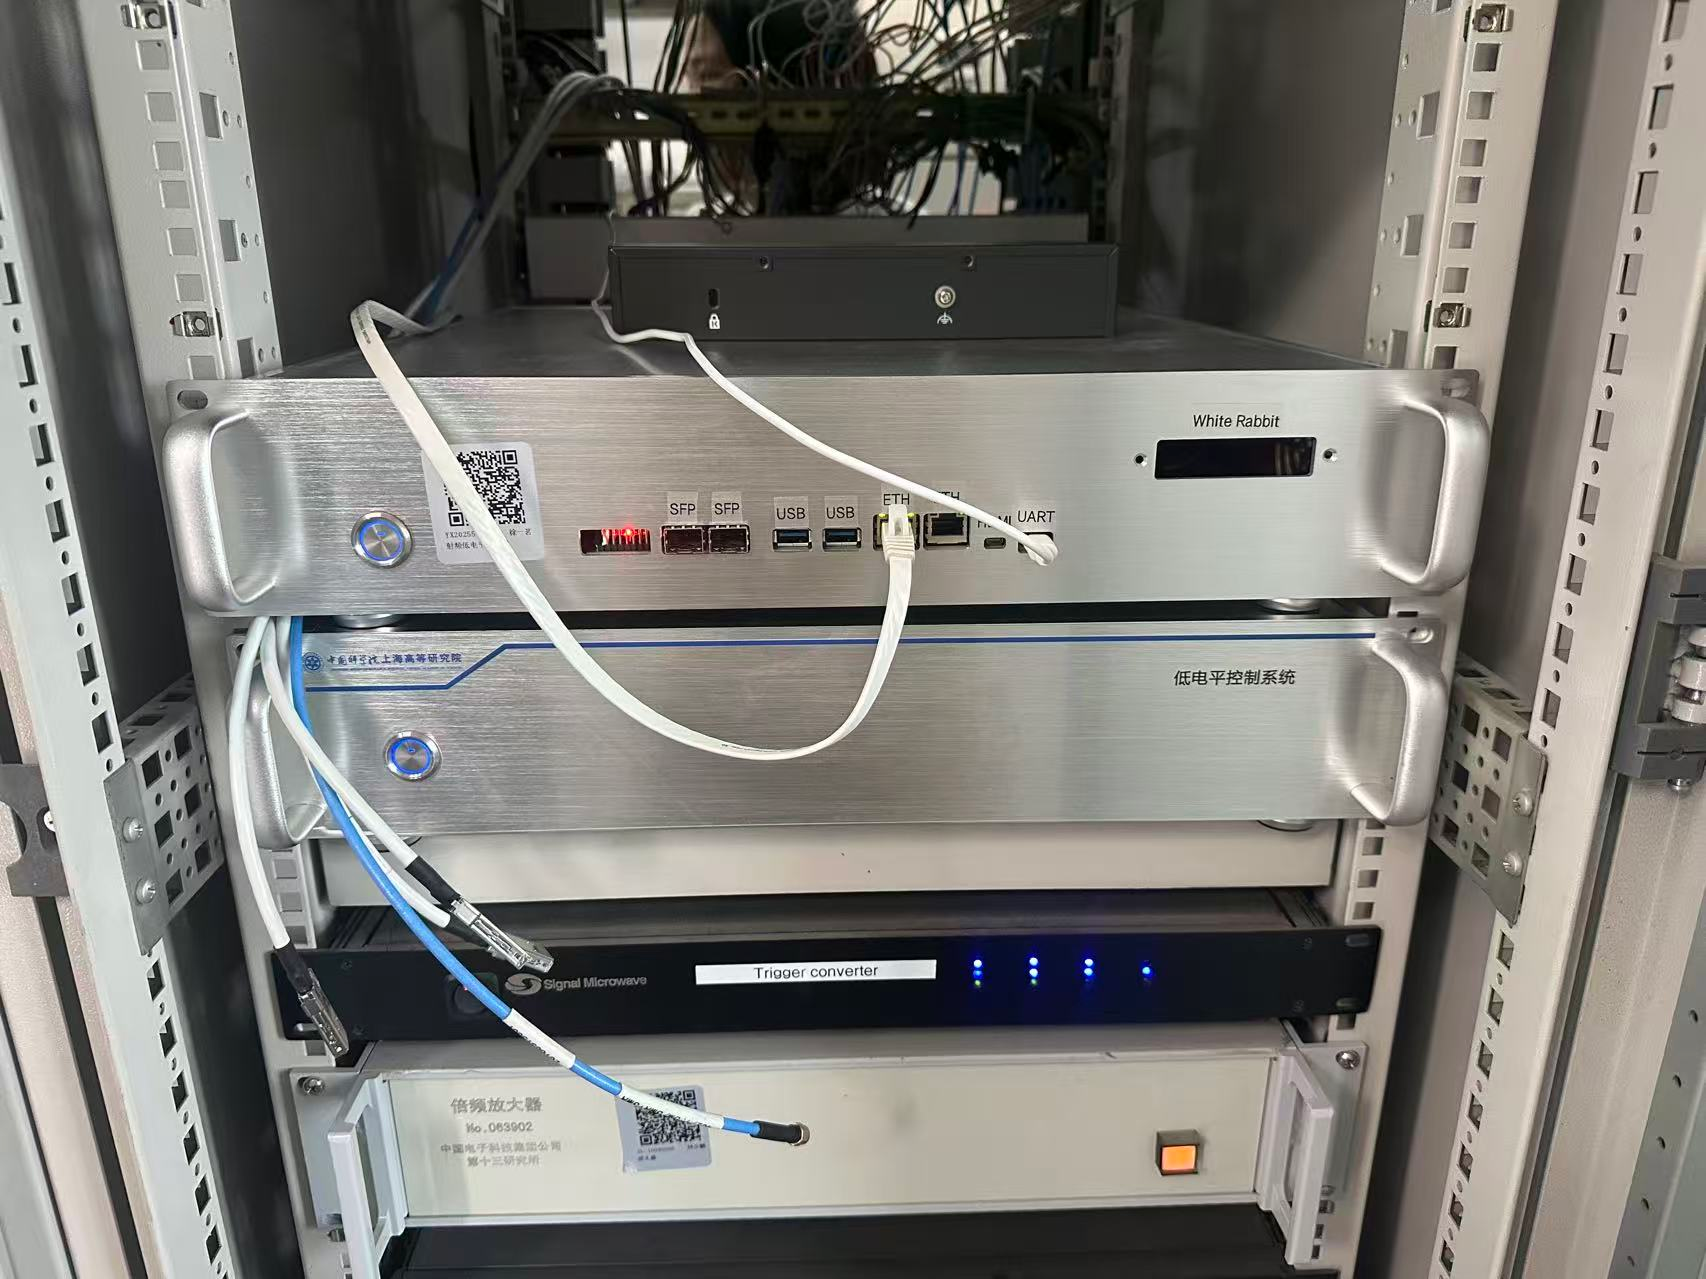 White Rabbit
SFP SFP USB USB ETH ETH HDMI UART
中国科学院上海高等研究院
低电平控制系统
Signal Microwave
Trigger converter
倍频放大器
No.063902
中国电子科技集团公司
第十三研究所